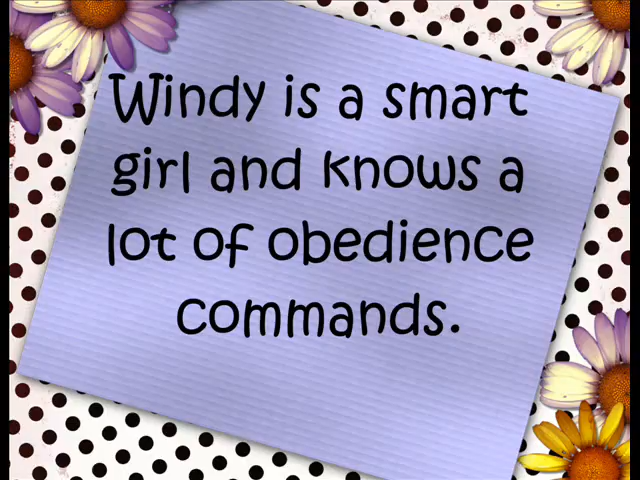 Windy is a smart
girl and knows a
lot of obedience
commands.